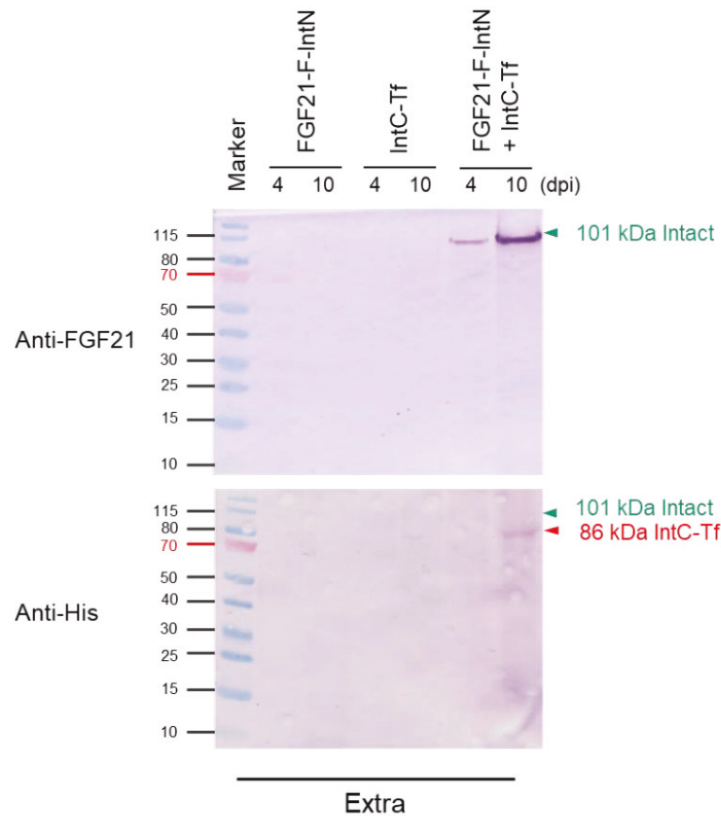 Marker
FGF21-F-IntN
IntC-Tf
FGF21-F-IntN
+ IntC-Tf
4 10 4 10 4 10 (dpi)
Anti-FGF21
115
80
70
50
40
30
25
15
10
101 kDa Intact
Anti-His
115
80
70
50
40
30
25
15
10
101 kDa Intact
86 kDa IntC-Tf
Extra